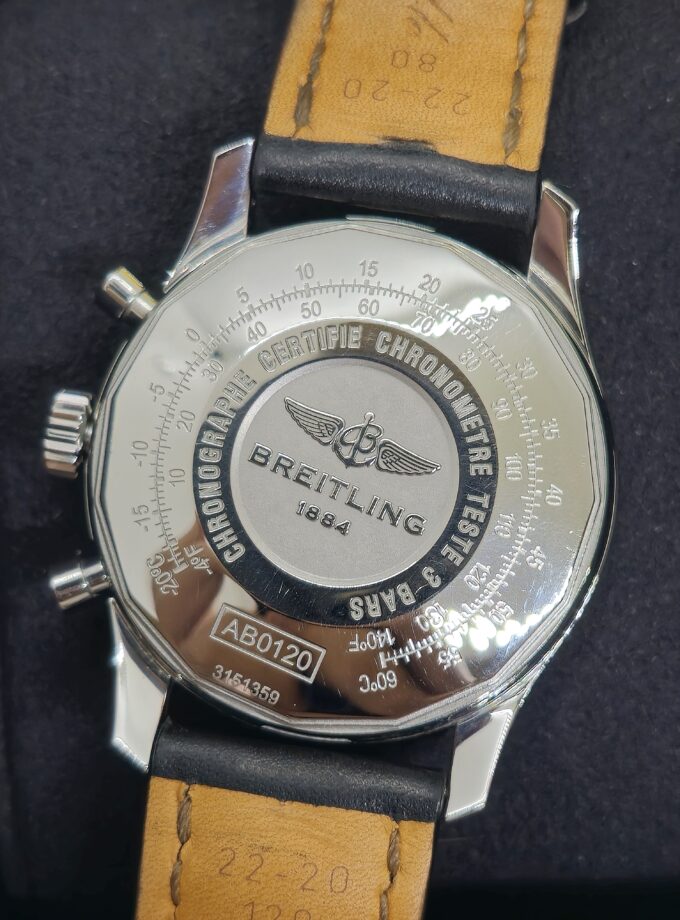 22-20
80
-20°C -15 -10 -5 0 5 10 15 20 25 30 35 40 45 50 55 60°C
-4°F 10 20 30 40 50 60 70 80 90 100 110 120 130 140°F
CHRONOGRAPHE CERTIFIE CHRONOMETRE TESTE 3 BARS
B
BREITLING
1884
AB0120
3151359
22-20
120